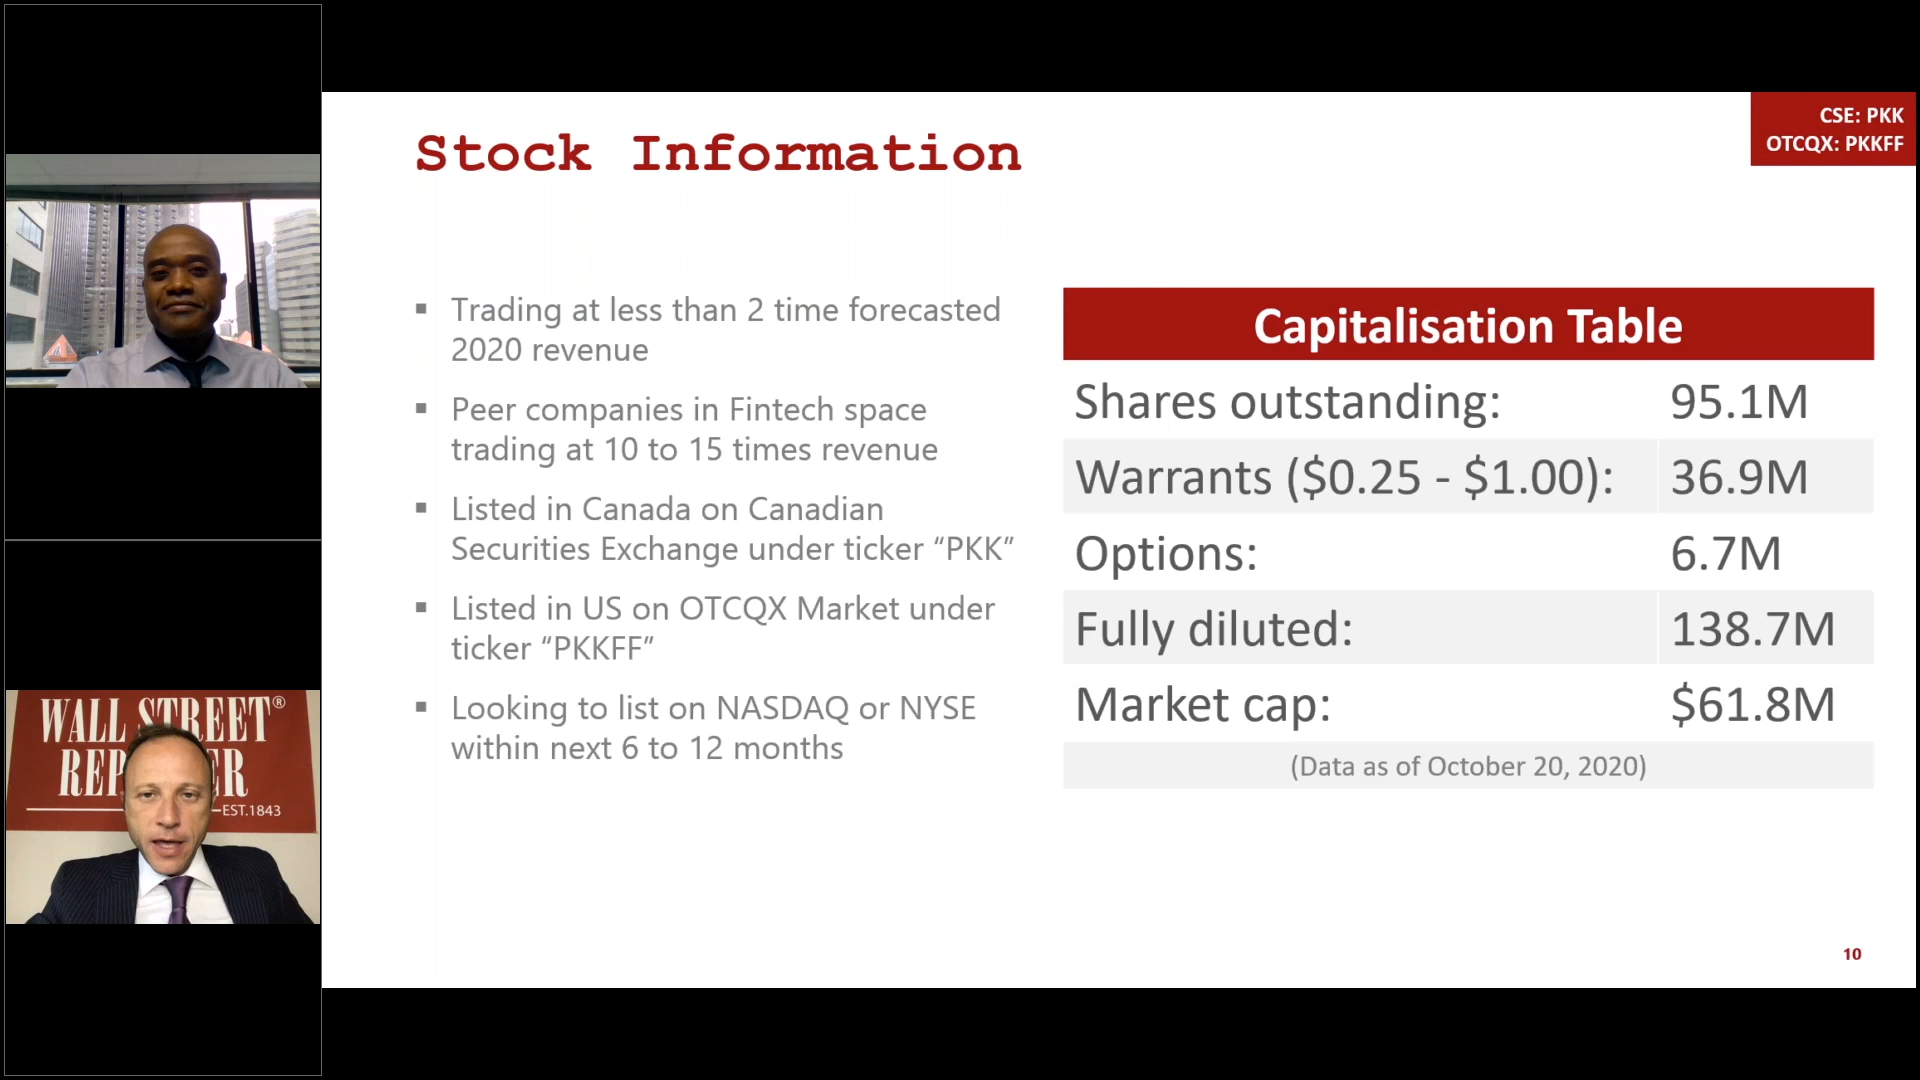 CSE: PKK
OTCQX: PKKFF
Stock Information
▪ Trading at less than 2 time forecasted
2020 revenue
▪ Peer companies in Fintech space
trading at 10 to 15 times revenue
▪ Listed in Canada on Canadian
Securities Exchange under ticker “PKK”
▪ Listed in US on OTCQX Market under
ticker “PKKFF”
▪ Looking to list on NASDAQ or NYSE
within next 6 to 12 months
Capitalisation Table
Shares outstanding: 95.1M
Warrants ($0.25 - $1.00): 36.9M
Options: 6.7M
Fully diluted: 138.7M
Market cap: $61.8M
(Data as of October 20, 2020)
10
WALL STREET®
EST.1843